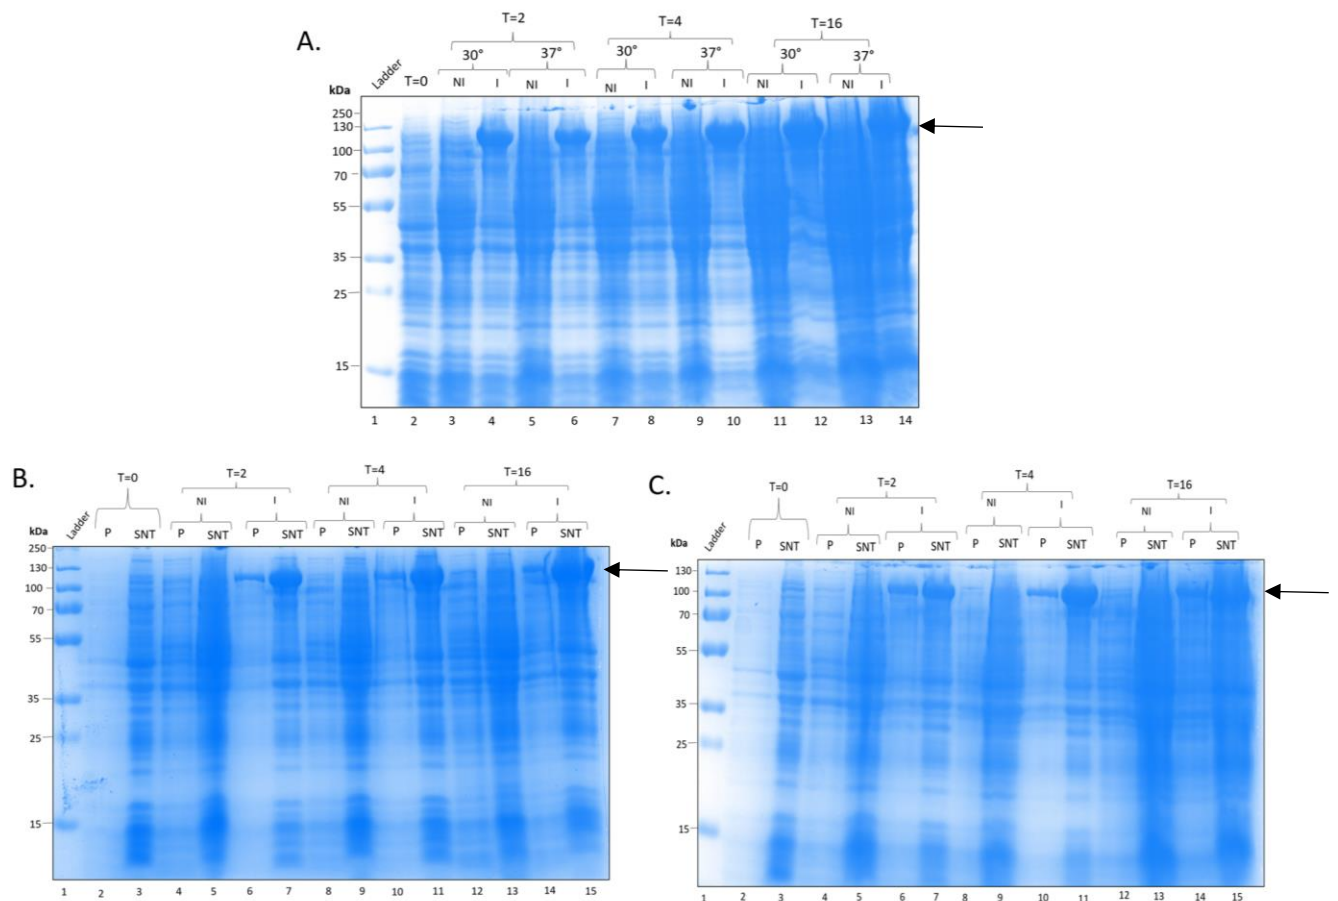 A.
T=2 T=4 T=16
30° 37° 30° 37° 30° 37°
Ladder T=0 NI I NI I NI I NI I NI I NI I
kDa
250
130
100
70
55
35
25
15
1 2 3 4 5 6 7 8 9 10 11 12 13 14
B.
T=0 T=2 T=4 T=16
NI I NI I NI I
kDa Ladder P SNT P SNT P SNT P SNT P SNT P SNT P SNT
250
130
100
70
55
35
25
15
1 2 3 4 5 6 7 8 9 10 11 12 13 14 15
C.
T=0 T=2 T=4 T=16
NI I NI I NI I
kDa Ladder P SNT P SNT P SNT P SNT P SNT P SNT P SNT
130
100
70
55
35
25
15
1 2 3 4 5 6 7 8 9 10 11 12 13 14 15